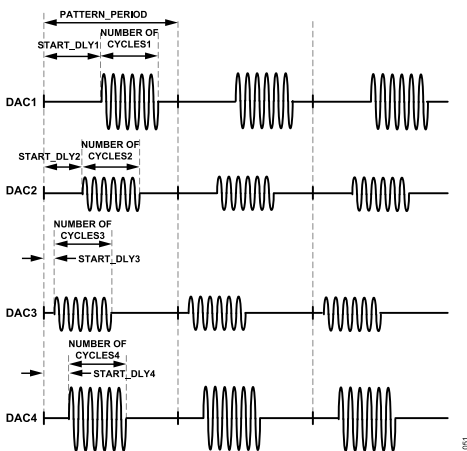 PATTERN_PERIOD
START_DLY1
NUMBER OF
CYCLES1
DAC1
START_DLY2
NUMBER OF
CYCLES2
DAC2
NUMBER OF
CYCLES3
START_DLY3
DAC3
NUMBER OF
CYCLES4
START_DLY4
DAC4
051